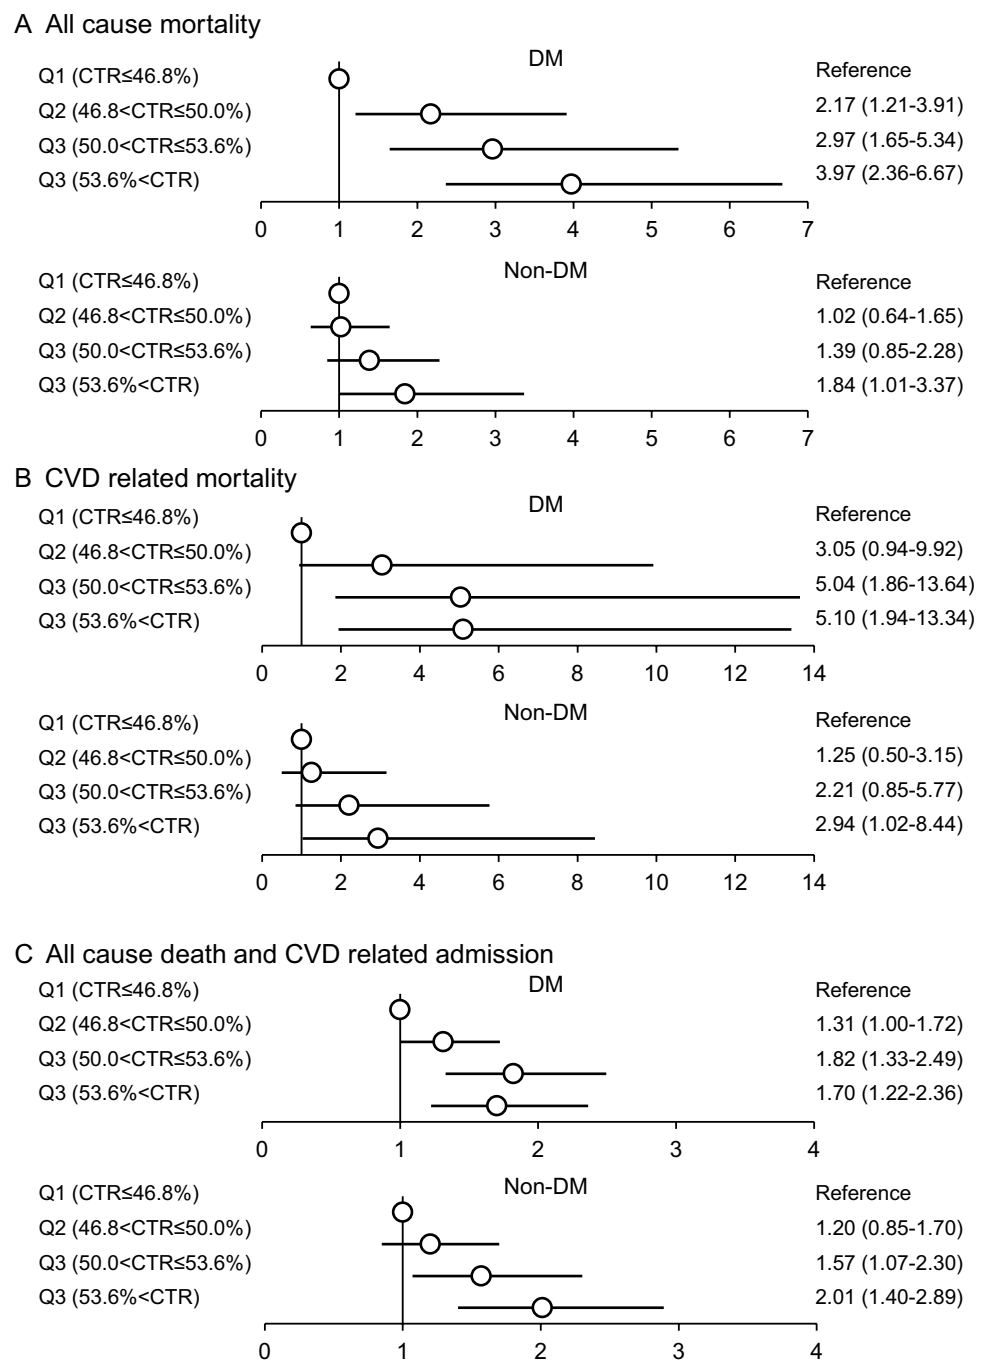 A All cause mortality
DM
Q1 (CTR≤46.8%) Reference
Q2 (46.8<CTR≤50.0%) 2.17 (1.21-3.91)
Q3 (50.0<CTR≤53.6%) 2.97 (1.65-5.34)
Q3 (53.6%<CTR) 3.97 (2.36-6.67)
0 1 2 3 4 5 6 7
Non-DM
Q1 (CTR≤46.8%) Reference
Q2 (46.8<CTR≤50.0%) 1.02 (0.64-1.65)
Q3 (50.0<CTR≤53.6%) 1.39 (0.85-2.28)
Q3 (53.6%<CTR) 1.84 (1.01-3.37)
0 1 2 3 4 5 6 7
B CVD related mortality
DM
Q1 (CTR≤46.8%) Reference
Q2 (46.8<CTR≤50.0%) 3.05 (0.94-9.92)
Q3 (50.0<CTR≤53.6%) 5.04 (1.86-13.64)
Q3 (53.6%<CTR) 5.10 (1.94-13.34)
0 2 4 6 8 10 12 14
Non-DM
Q1 (CTR≤46.8%) Reference
Q2 (46.8<CTR≤50.0%) 1.25 (0.50-3.15)
Q3 (50.0<CTR≤53.6%) 2.21 (0.85-5.77)
Q3 (53.6%<CTR) 2.94 (1.02-8.44)
0 2 4 6 8 10 12 14
C All cause death and CVD related admission
DM
Q1 (CTR≤46.8%) Reference
Q2 (46.8<CTR≤50.0%) 1.31 (1.00-1.72)
Q3 (50.0<CTR≤53.6%) 1.82 (1.33-2.49)
Q3 (53.6%<CTR) 1.70 (1.22-2.36)
0 1 2 3 4
Non-DM
Q1 (CTR≤46.8%) Reference
Q2 (46.8<CTR≤50.0%) 1.20 (0.85-1.70)
Q3 (50.0<CTR≤53.6%) 1.57 (1.07-2.30)
Q3 (53.6%<CTR) 2.01 (1.40-2.89)
0 1 2 3 4